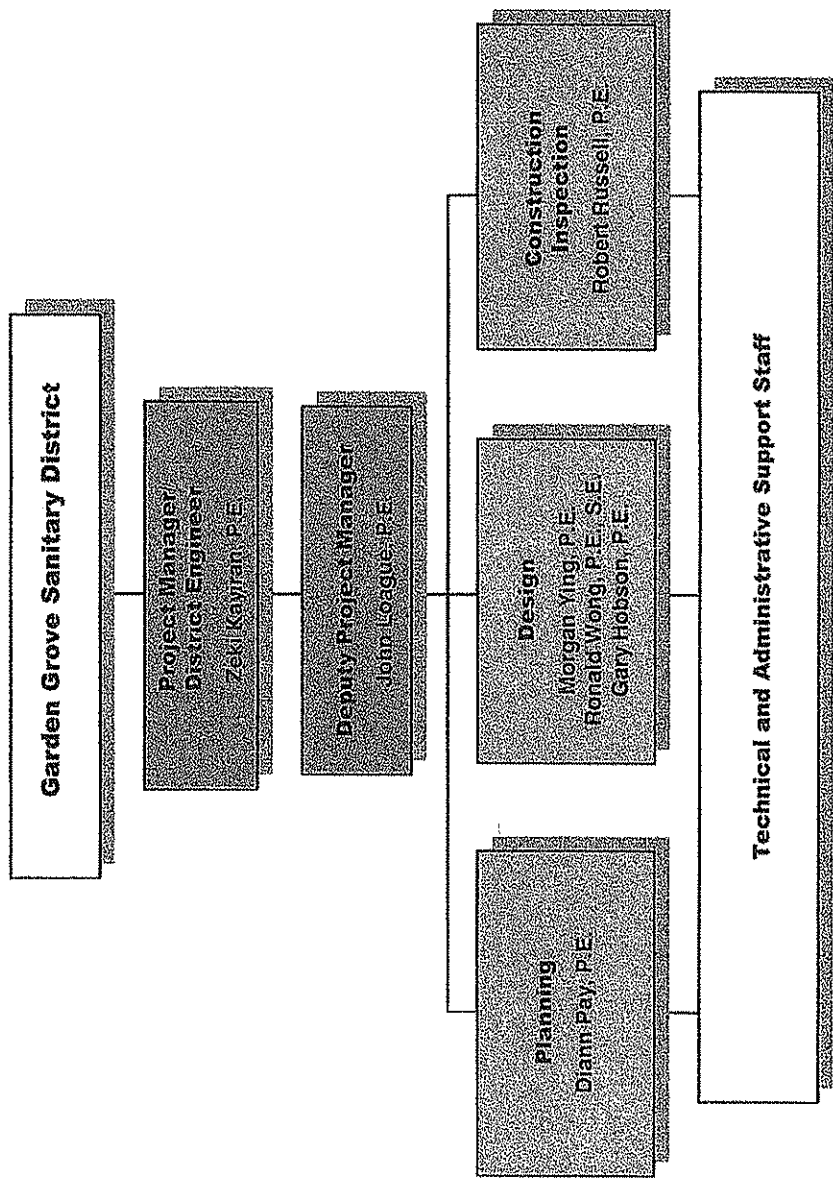 Garden Grove Sanitary District
Project Manager/
District Engineer
Zeki Kayiran, P.E.
Deputy Project Manager
John Loague, P.E.
Planning
Diann Pay, P.E.
Design
Morgan Ying, P.E.
Ronald Wong, P.E., S.E.
Gary Hobson, P.E.
Construction
Inspection
Robert Russell, P.E.
Technical and Administrative Support Staff